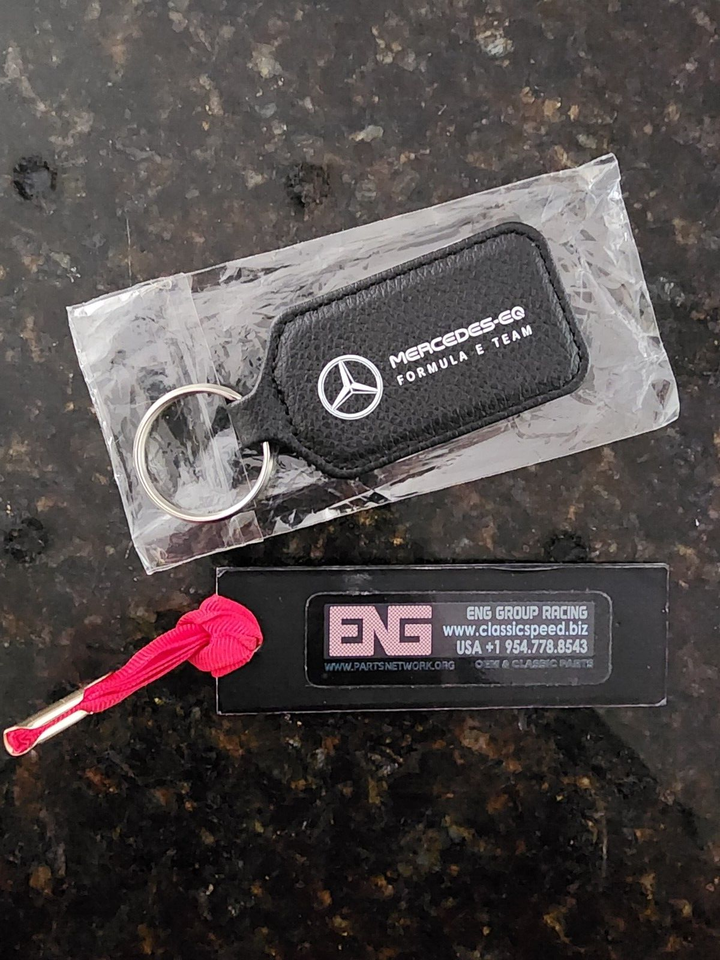 MERCEDES-EQ
FORMULA E TEAM
ENG
ENG GROUP RACING
www.classicspeed.biz
USA +1 954.778.8543
WWW.PARTSNETWORK.ORG
OEM & CLASSIC PARTS